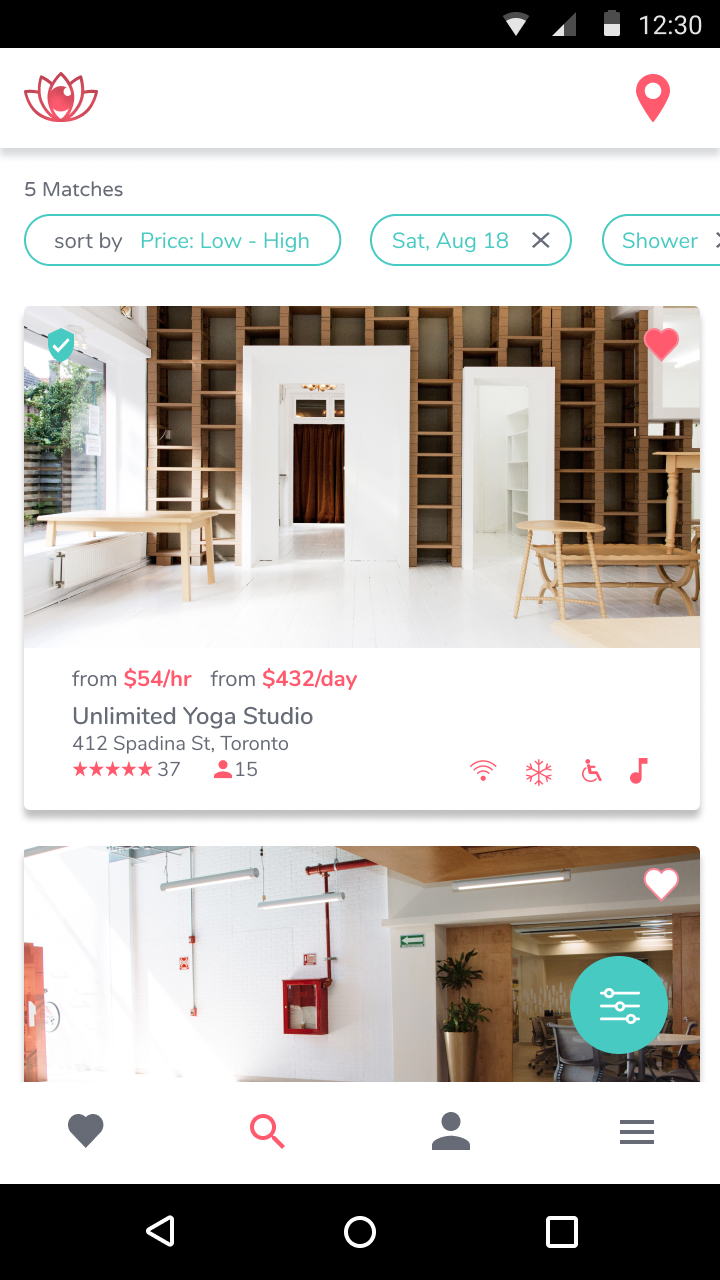 12:30
5 Matches
sort by Price: Low - High
Sat, Aug 18
Shower
from $54/hr from $432/day
Unlimited Yoga Studio
412 Spadina St, Toronto
37 15